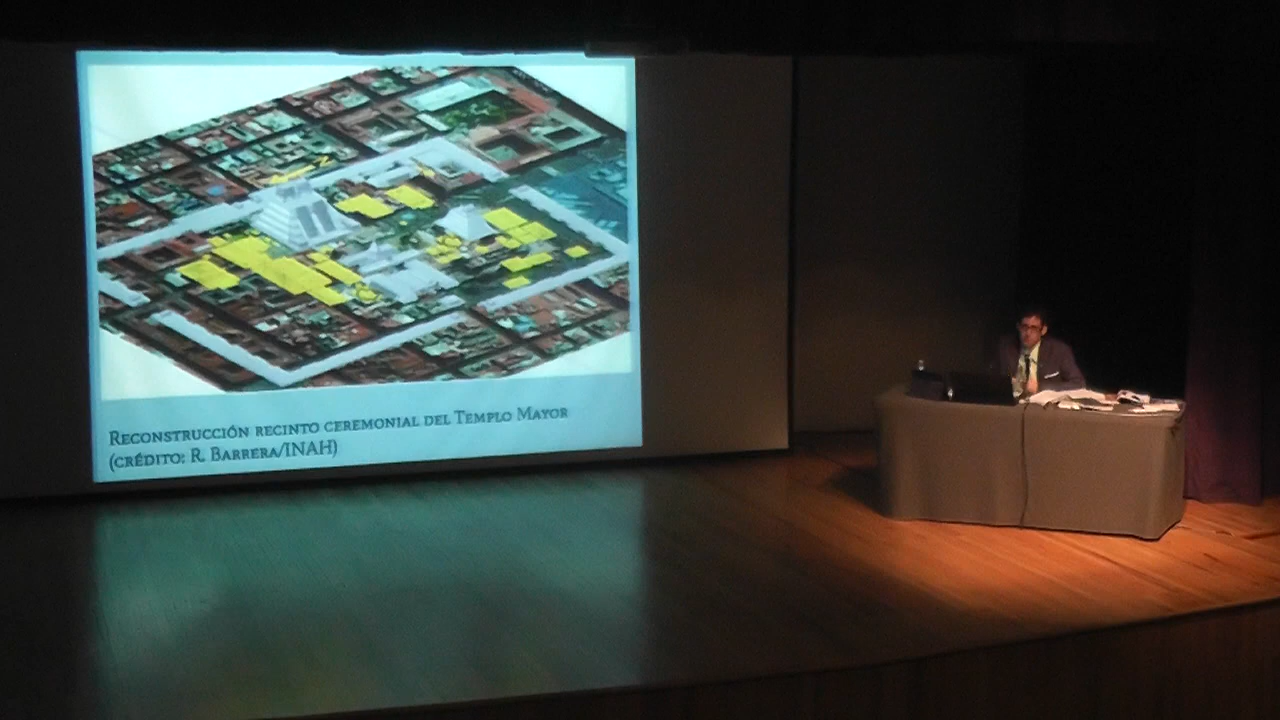 Reconstrucción recinto ceremonial del Templo Mayor
(crédito: R. Barrera/INAH)